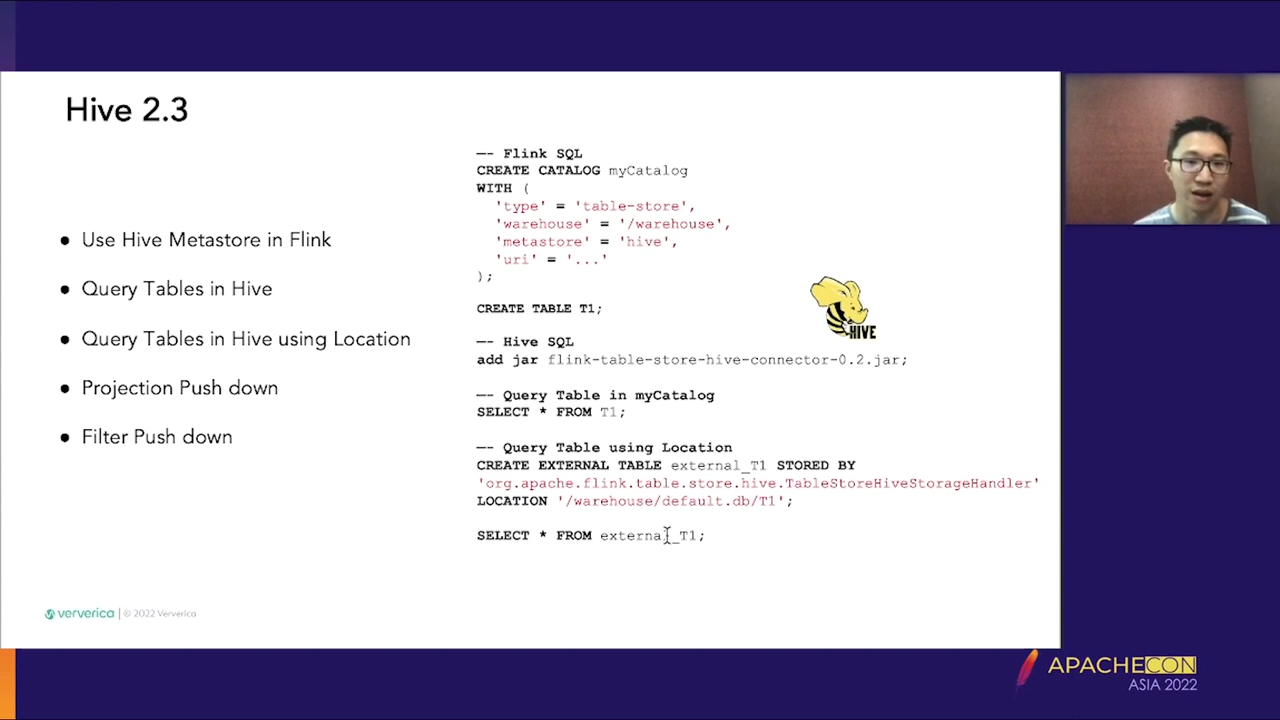 Hive 2.3
● Use Hive Metastore in Flink
● Query Tables in Hive
● Query Tables in Hive using Location
● Projection Push down
● Filter Push down
—- Flink SQL
CREATE CATALOG myCatalog
WITH (
'type' = 'table-store',
'warehouse' = '/warehouse',
'metastore' = 'hive',
'uri' = '...'
);
CREATE TABLE T1;
HIVE
—- Hive SQL
add jar flink-table-store-hive-connector-0.2.jar;
—- Query Table in myCatalog
SELECT * FROM T1;
—- Query Table using Location
CREATE EXTERNAL TABLE external_T1 STORED BY
'org.apache.flink.table.store.hive.TableStoreHiveStorageHandler'
LOCATION '/warehouse/default.db/T1';
SELECT * FROM external_T1;
ververica | © 2022 Ververica
APACHECON
ASIA 2022